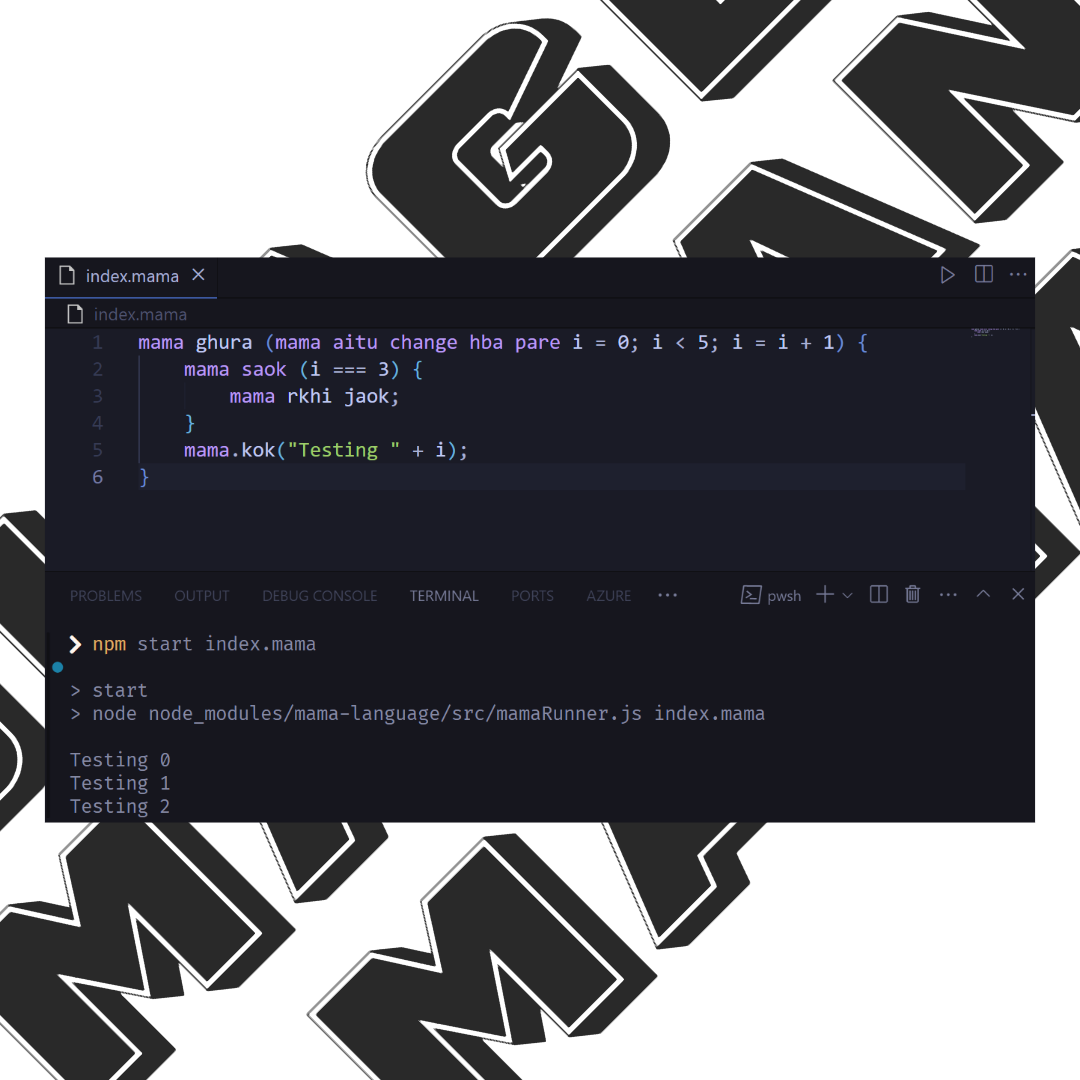 index.mama
index.mama
1 mama ghura (mama aitu change hba pare i = 0; i < 5; i = i + 1) {
2 mama saok (i === 3) {
3 mama rkhi jaok;
4 }
5 mama.kok("Testing " + i);
6 }
PROBLEMS OUTPUT DEBUG CONSOLE TERMINAL PORTS AZURE pwsh
npm start index.mama
> start
> node node_modules/mama-language/src/mamaRunner.js index.mama
Testing 0
Testing 1
Testing 2